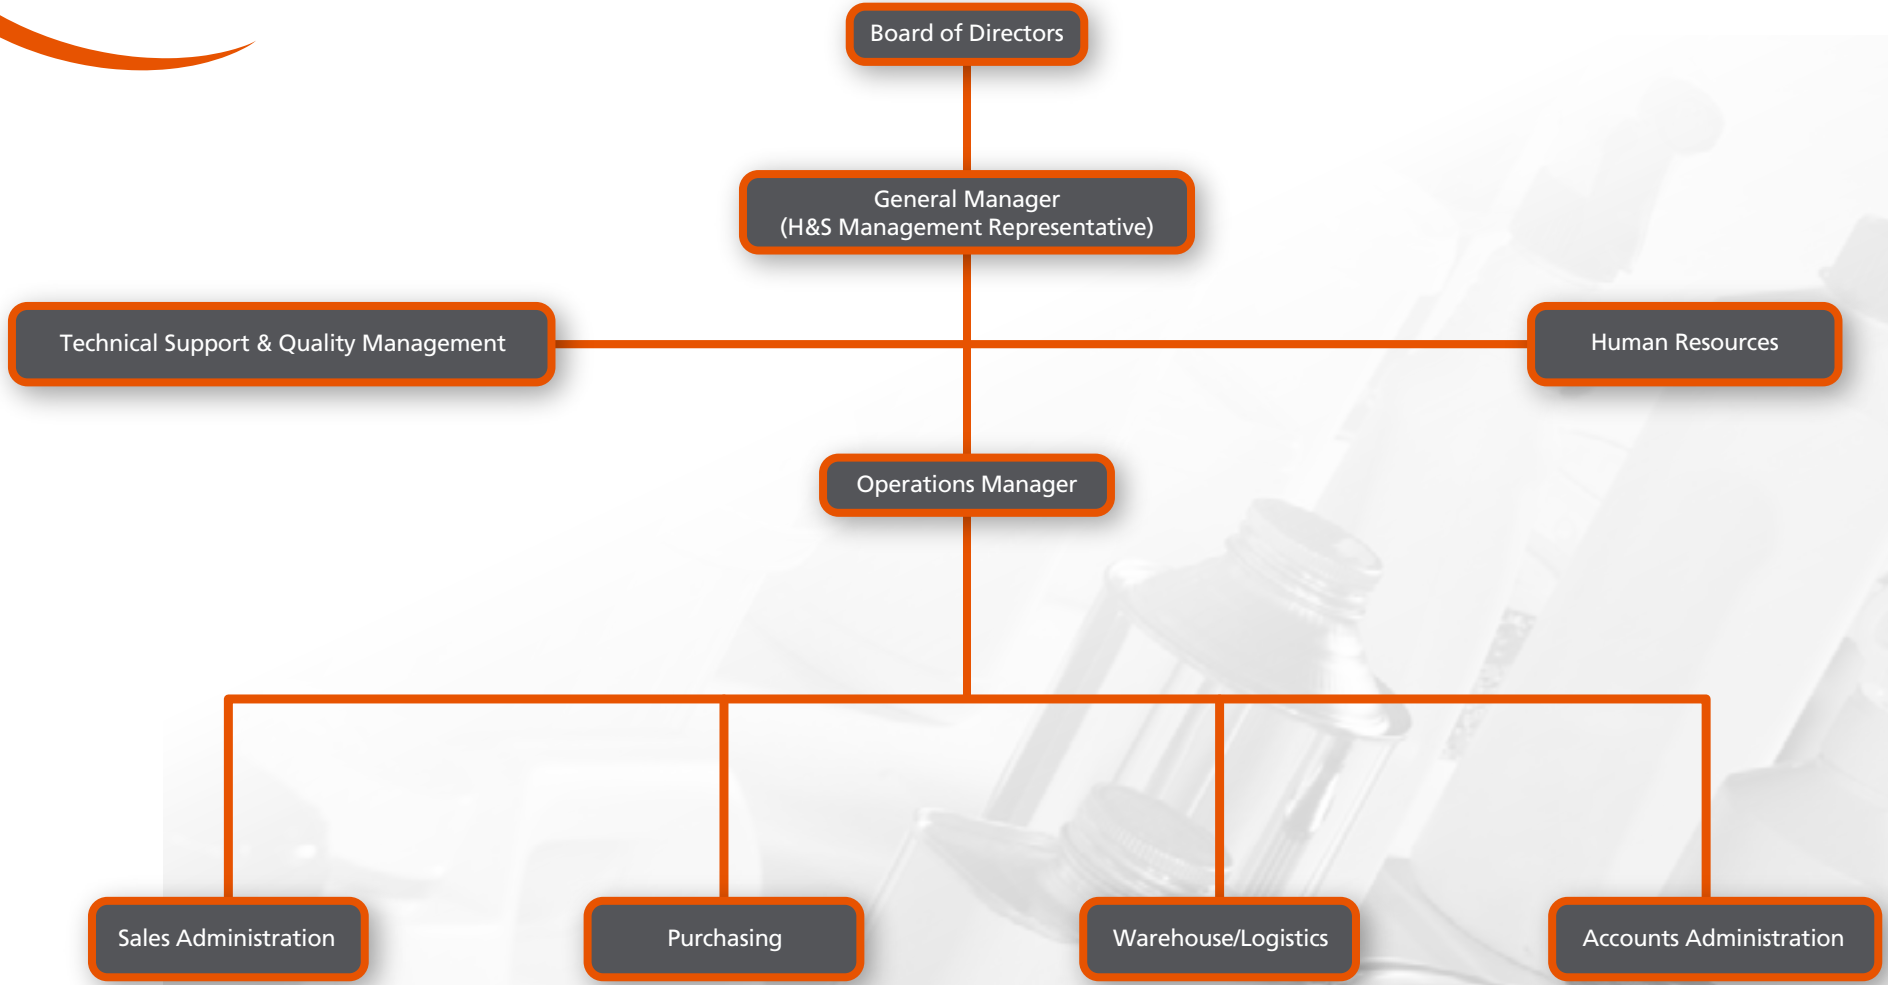 Board of Directors
General Manager
(H&S Management Representative)
Technical Support & Quality Management
Human Resources
Operations Manager
Sales Administration
Purchasing
Warehouse/Logistics
Accounts Administration